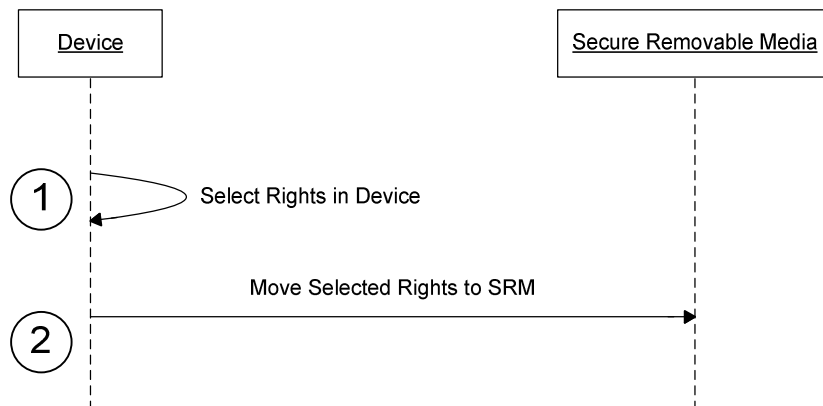 Device
Secure Removable Media
1
Select Rights in Device
Move Selected Rights to SRM
2